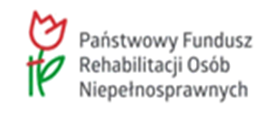 Państwowy Fundusz
Rehabilitacji Osób
Niepełnosprawnych